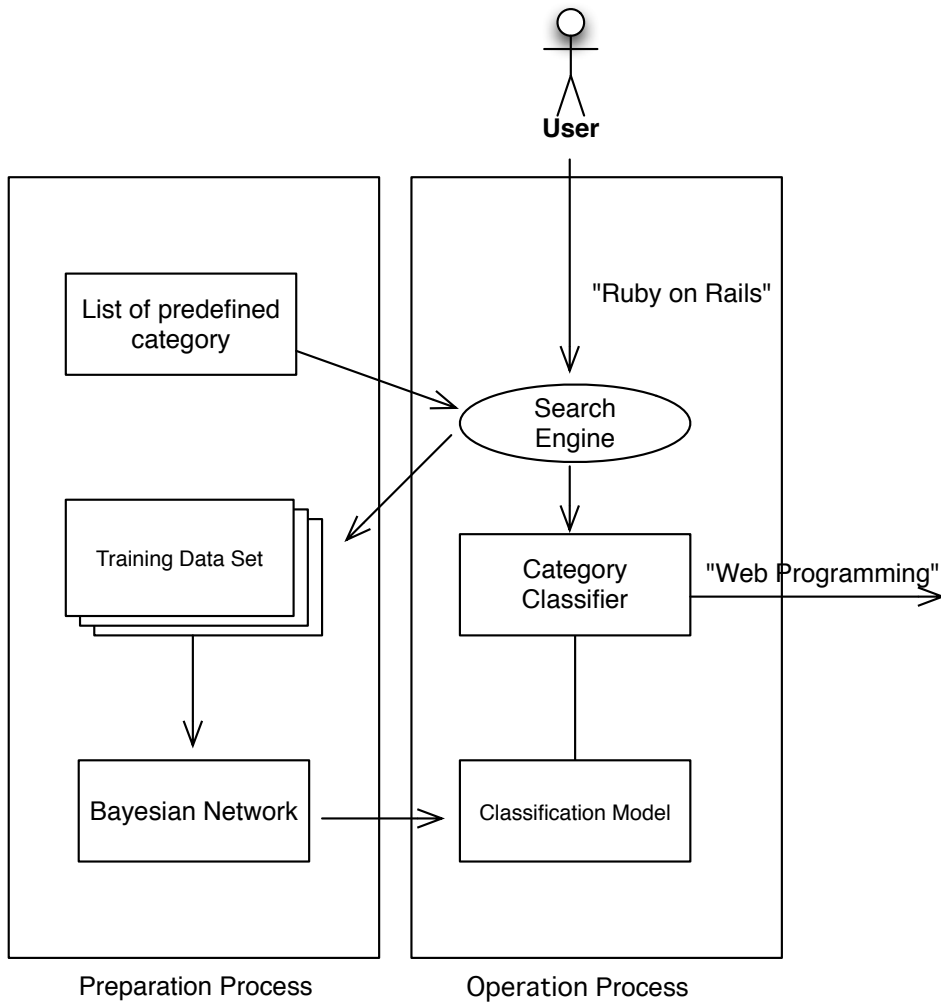 User
"Ruby on Rails"
List of predefined
category
Search
Engine
Training Data Set
Category
Classifier
"Web Programming"
Bayesian Network
Classification Model
Preparation Process
Operation Process